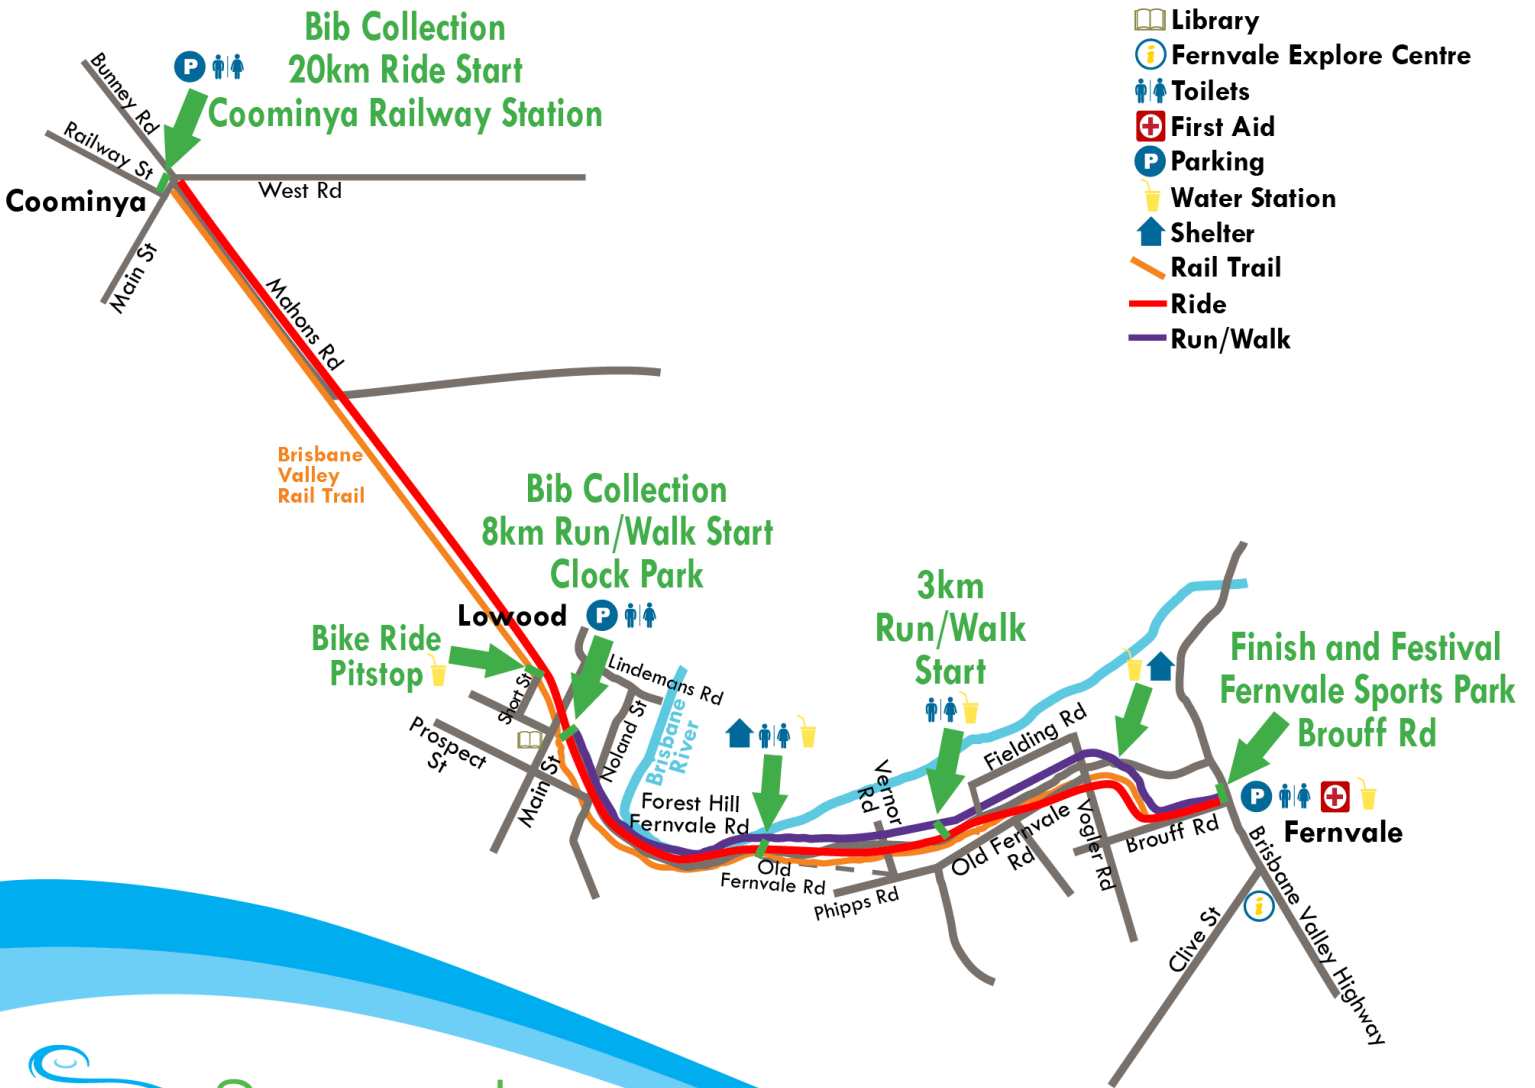 Bib Collection
20km Ride Start
Coominya Railway Station
P
Bunney Rd
Railway St
Coominya
West Rd
Main St
Mahons Rd
Brisbane
Valley
Rail Trail
Library
i Fernvale Explore Centre
Toilets
First Aid
P Parking
Water Station
Shelter
Rail Trail
Ride
Run/Walk
Bib Collection
8km Run/Walk Start
Clock Park
Lowood
P
Bike Ride
Pitstop
Short St
Lindemans Rd
Noland St
Brisbane
River
Prospect
St
Main St
Forest Hill
Fernvale Rd
Old
Fernvale Rd
3km
Run/Walk
Start
Vernor
Rd
Fielding Rd
Phipps Rd
Old Fernvale
Rd
Vogler Rd
Brouff Rd
Finish and Festival
Fernvale Sports Park
Brouff Rd
P
Fernvale
Brisbane Valley Highway
Clive St
i